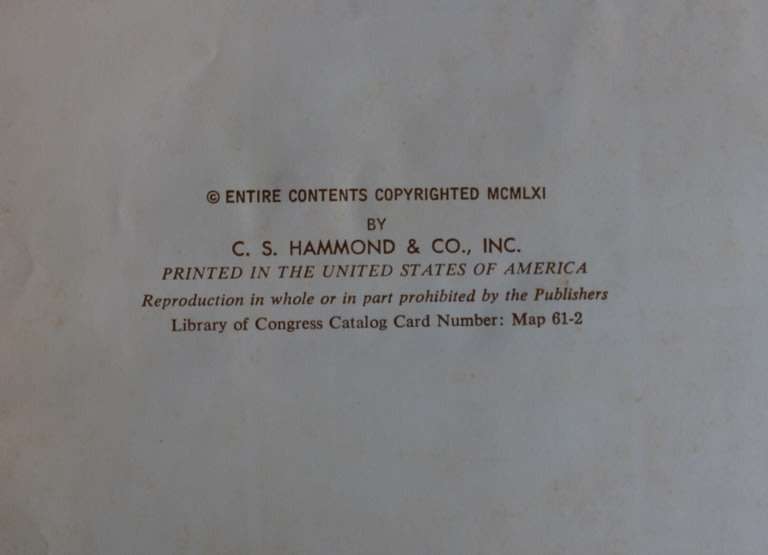 © ENTIRE CONTENTS COPYRIGHTED MCMLXI
BY
C. S. HAMMOND & CO., INC.
PRINTED IN THE UNITED STATES OF AMERICA
Reproduction in whole or in part prohibited by the Publishers
Library of Congress Catalog Card Number: Map 61-2